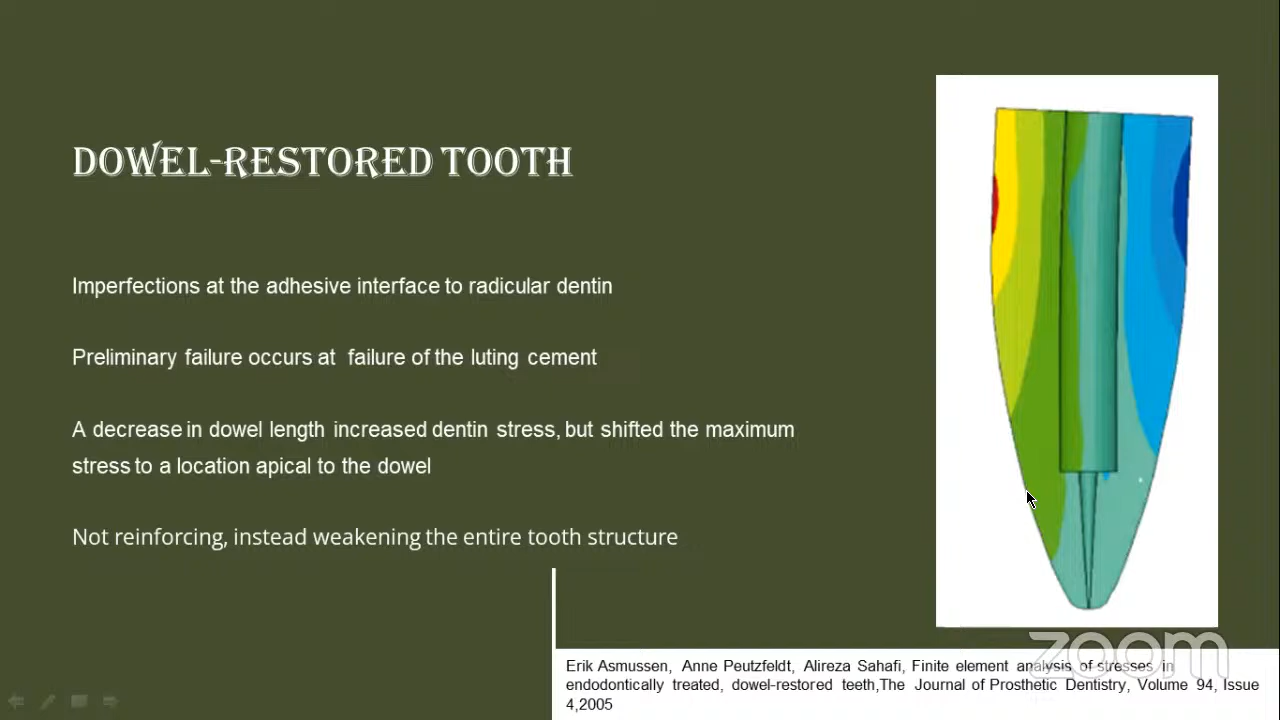 DOWEL-RESTORED TOOTH
Imperfections at the adhesive interface to radicular dentin
Preliminary failure occurs at failure of the luting cement
A decrease in dowel length increased dentin stress, but shifted the maximum
stress to a location apical to the dowel
Not reinforcing, instead weakening the entire tooth structure
zoom
Erik Asmussen, Anne Peutzfeldt, Alireza Sahafi, Finite element analysis of stresses in
endodontically treated, dowel-restored teeth,The Journal of Prosthetic Dentistry, Volume 94, Issue
4,2005